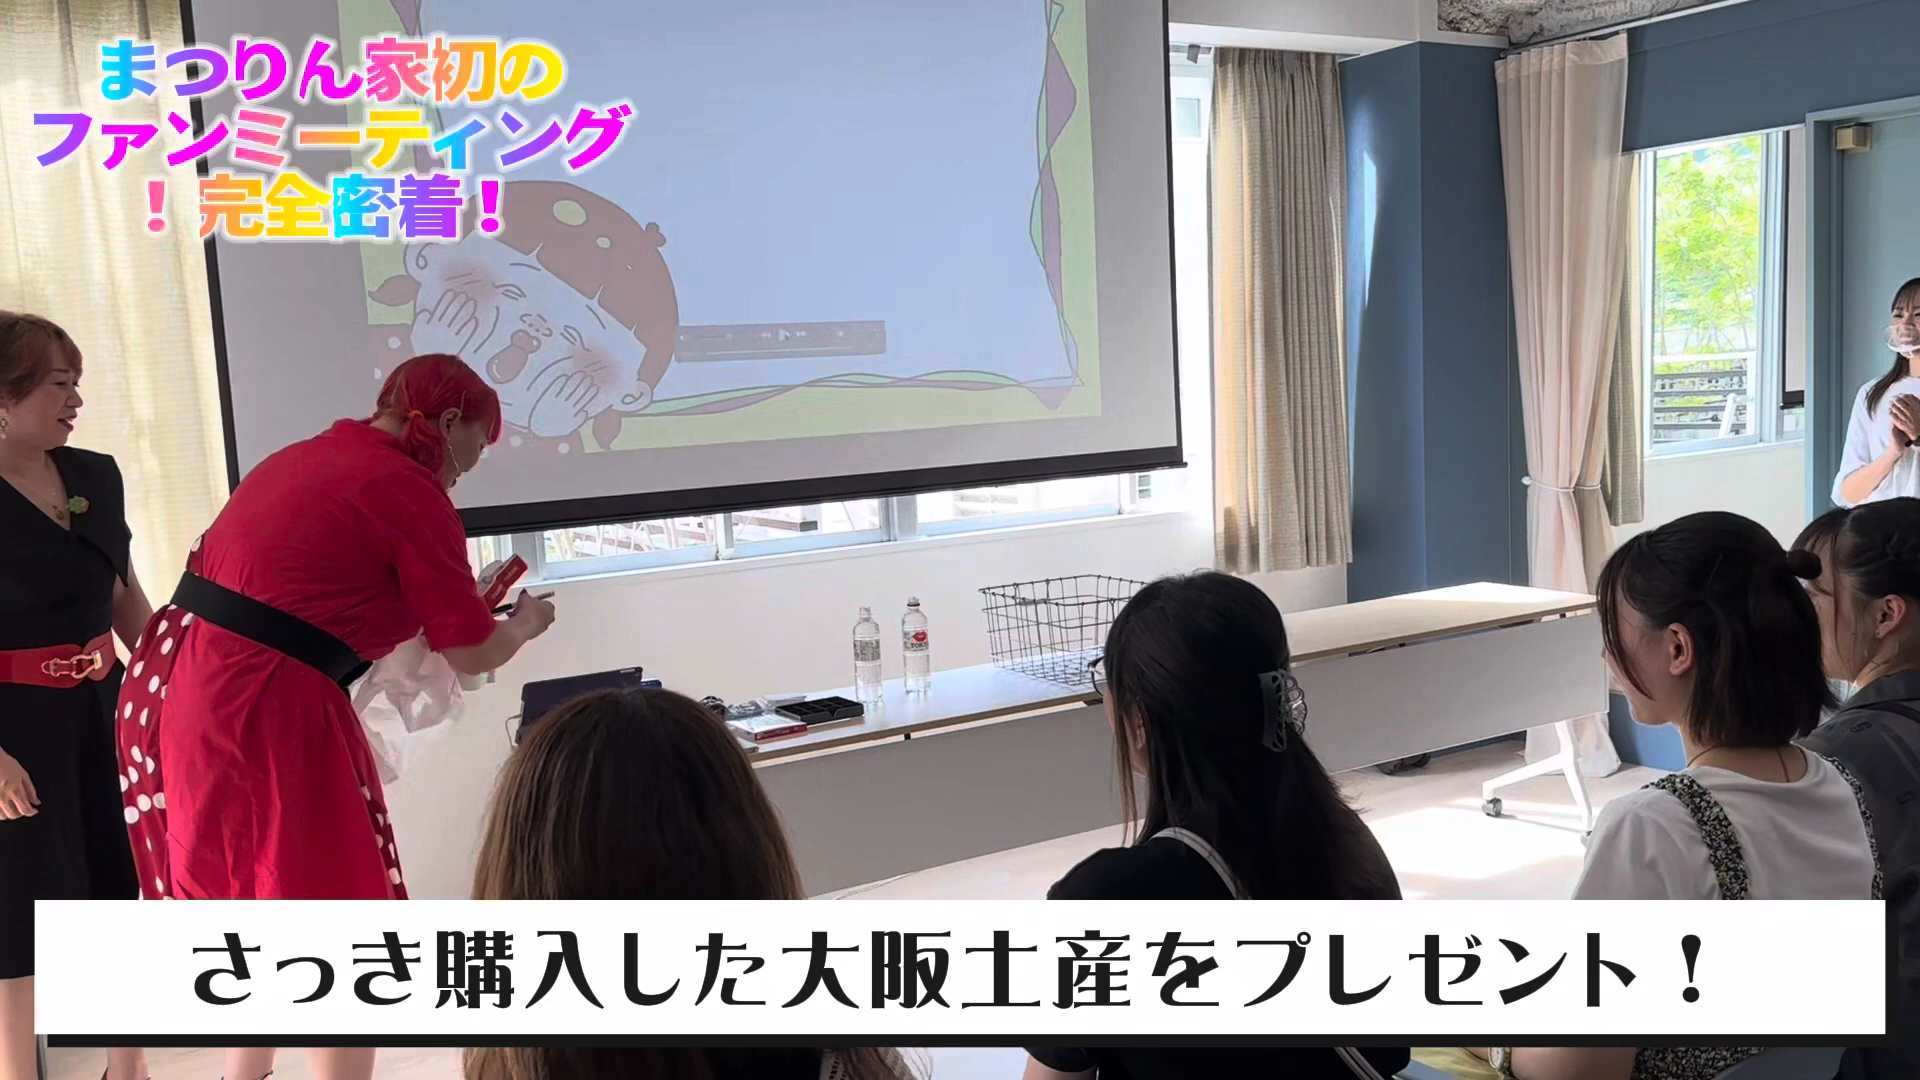 まつりん家初の
ファンミーティング
！完全密着！
さっき購入した大阪土産をプレゼント！